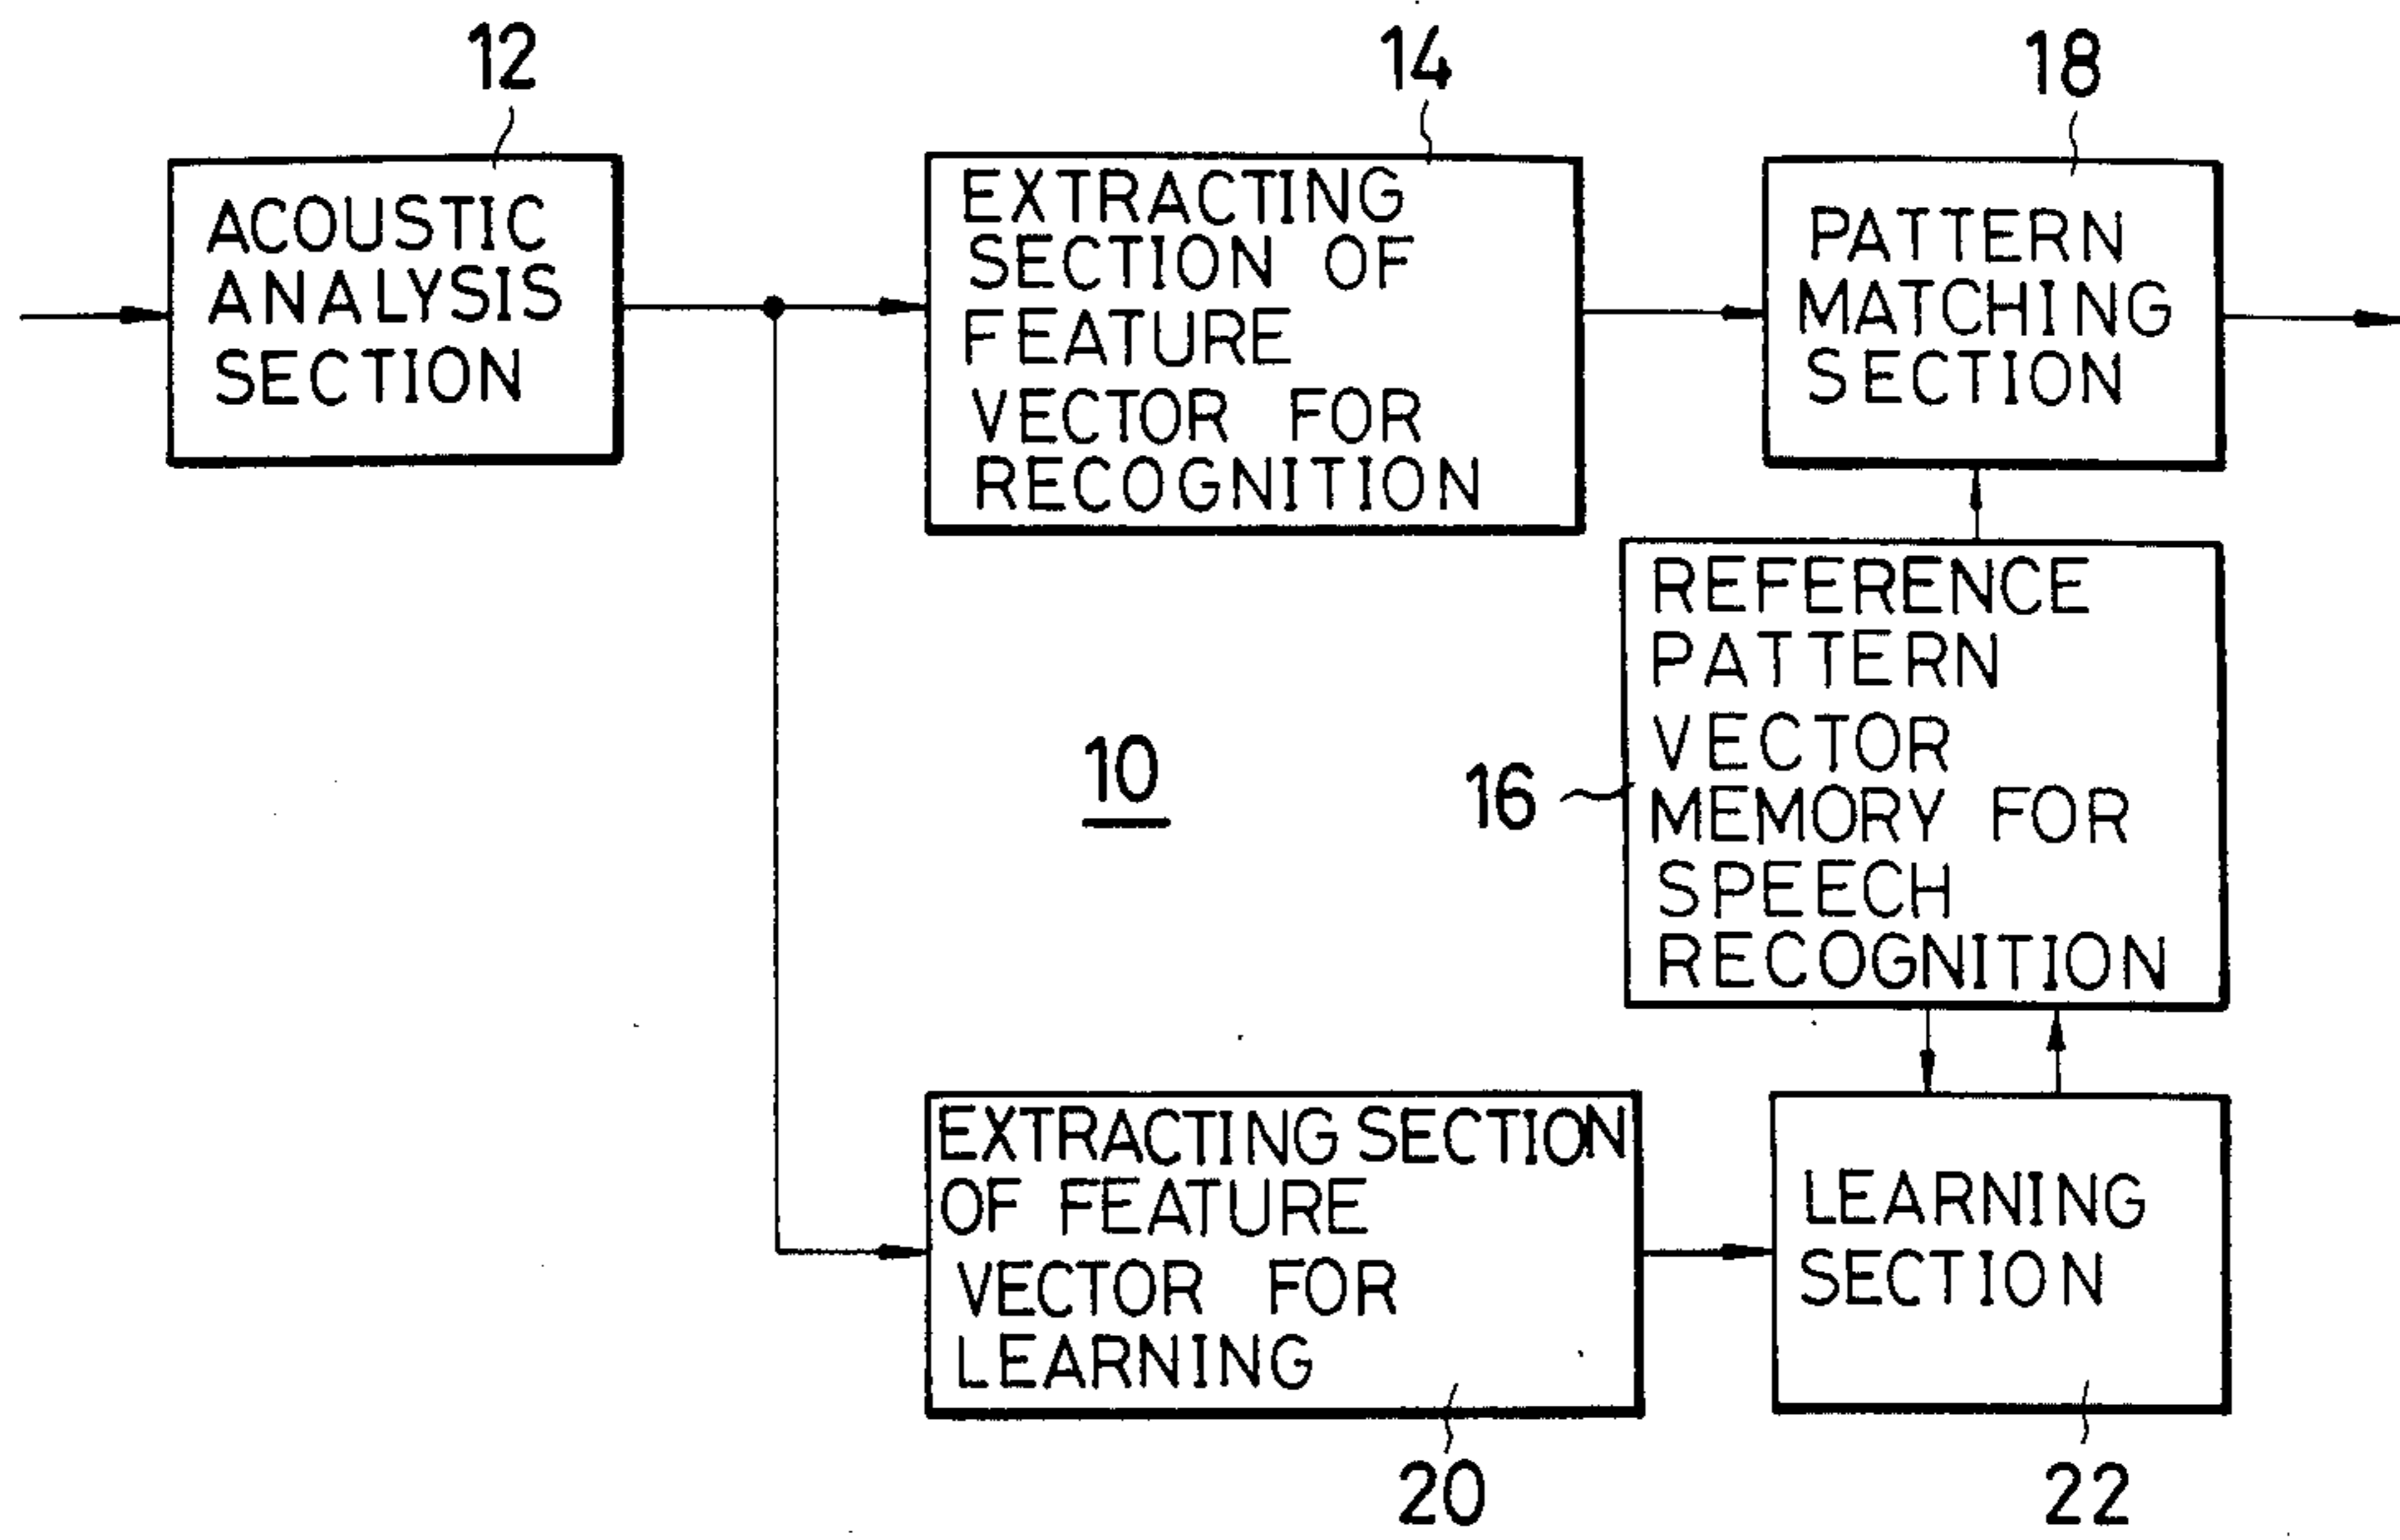 12
ACOUSTIC
ANALYSIS
SECTION
14
EXTRACTING
SECTION OF
FEATURE
VECTOR FOR
RECOGNITION
18
PATTERN
MATCHING
SECTION
10
16
REFERENCE
PATTERN
VECTOR
MEMORY FOR
SPEECH
RECOGNITION
EXTRACTING SECTION
OF FEATURE
VECTOR FOR
LEARNING
20
LEARNING
SECTION
22